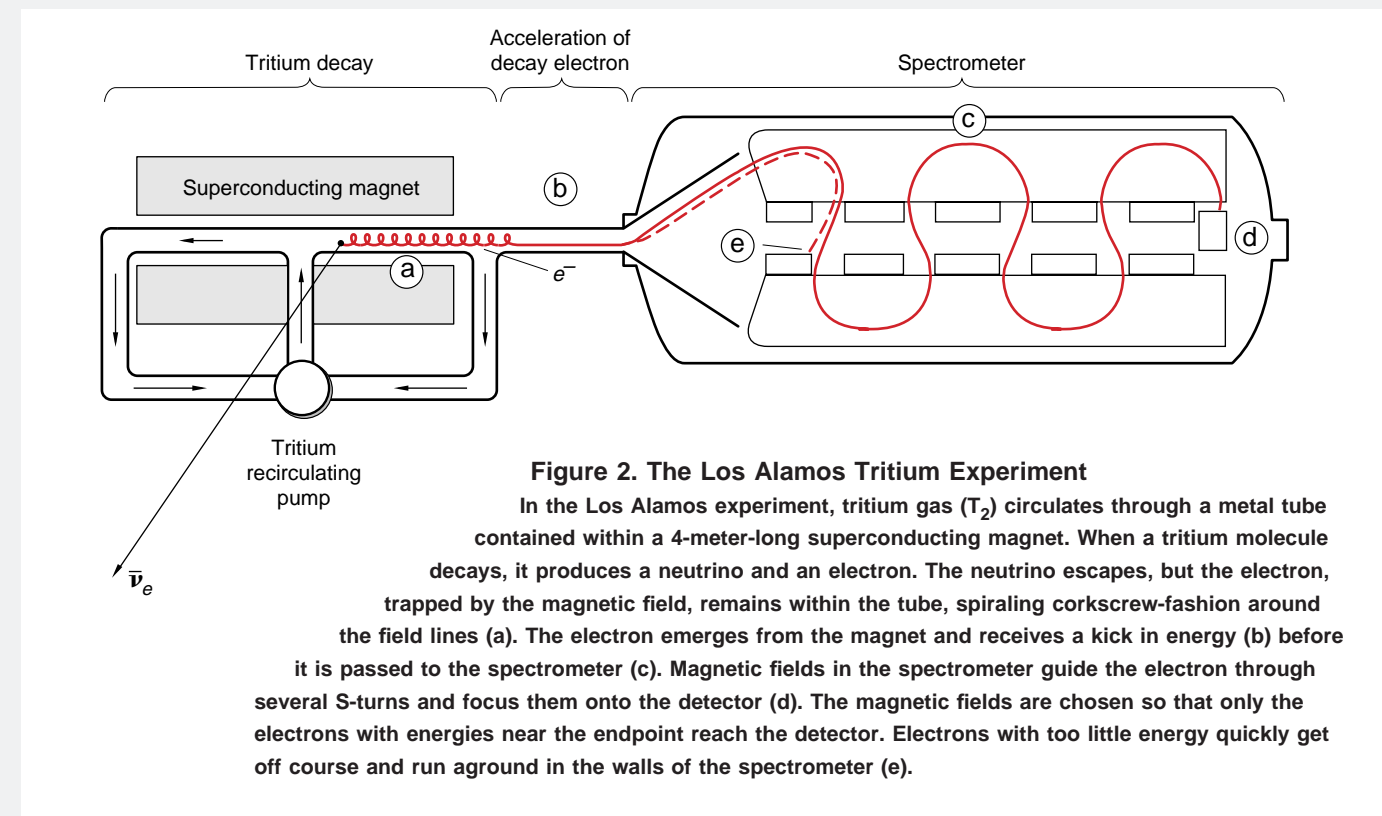 Acceleration of
Tritium decay
decay electron
Spectrometer
c
Superconducting magnet
b
e
d
a
e⁻
Tritium
recirculating
pump
ν̅e
Figure 2. The Los Alamos Tritium Experiment
In the Los Alamos experiment, tritium gas (T₂) circulates through a metal tube
contained within a 4-meter-long superconducting magnet. When a tritium molecule
decays, it produces a neutrino and an electron. The neutrino escapes, but the electron,
trapped by the magnetic field, remains within the tube, spiraling corkscrew-fashion around
the field lines (a). The electron emerges from the magnet and receives a kick in energy (b) before
it is passed to the spectrometer (c). Magnetic fields in the spectrometer guide the electron through
several S-turns and focus them onto the detector (d). The magnetic fields are chosen so that only the
electrons with energies near the endpoint reach the detector. Electrons with too little energy quickly get
off course and run aground in the walls of the spectrometer (e).